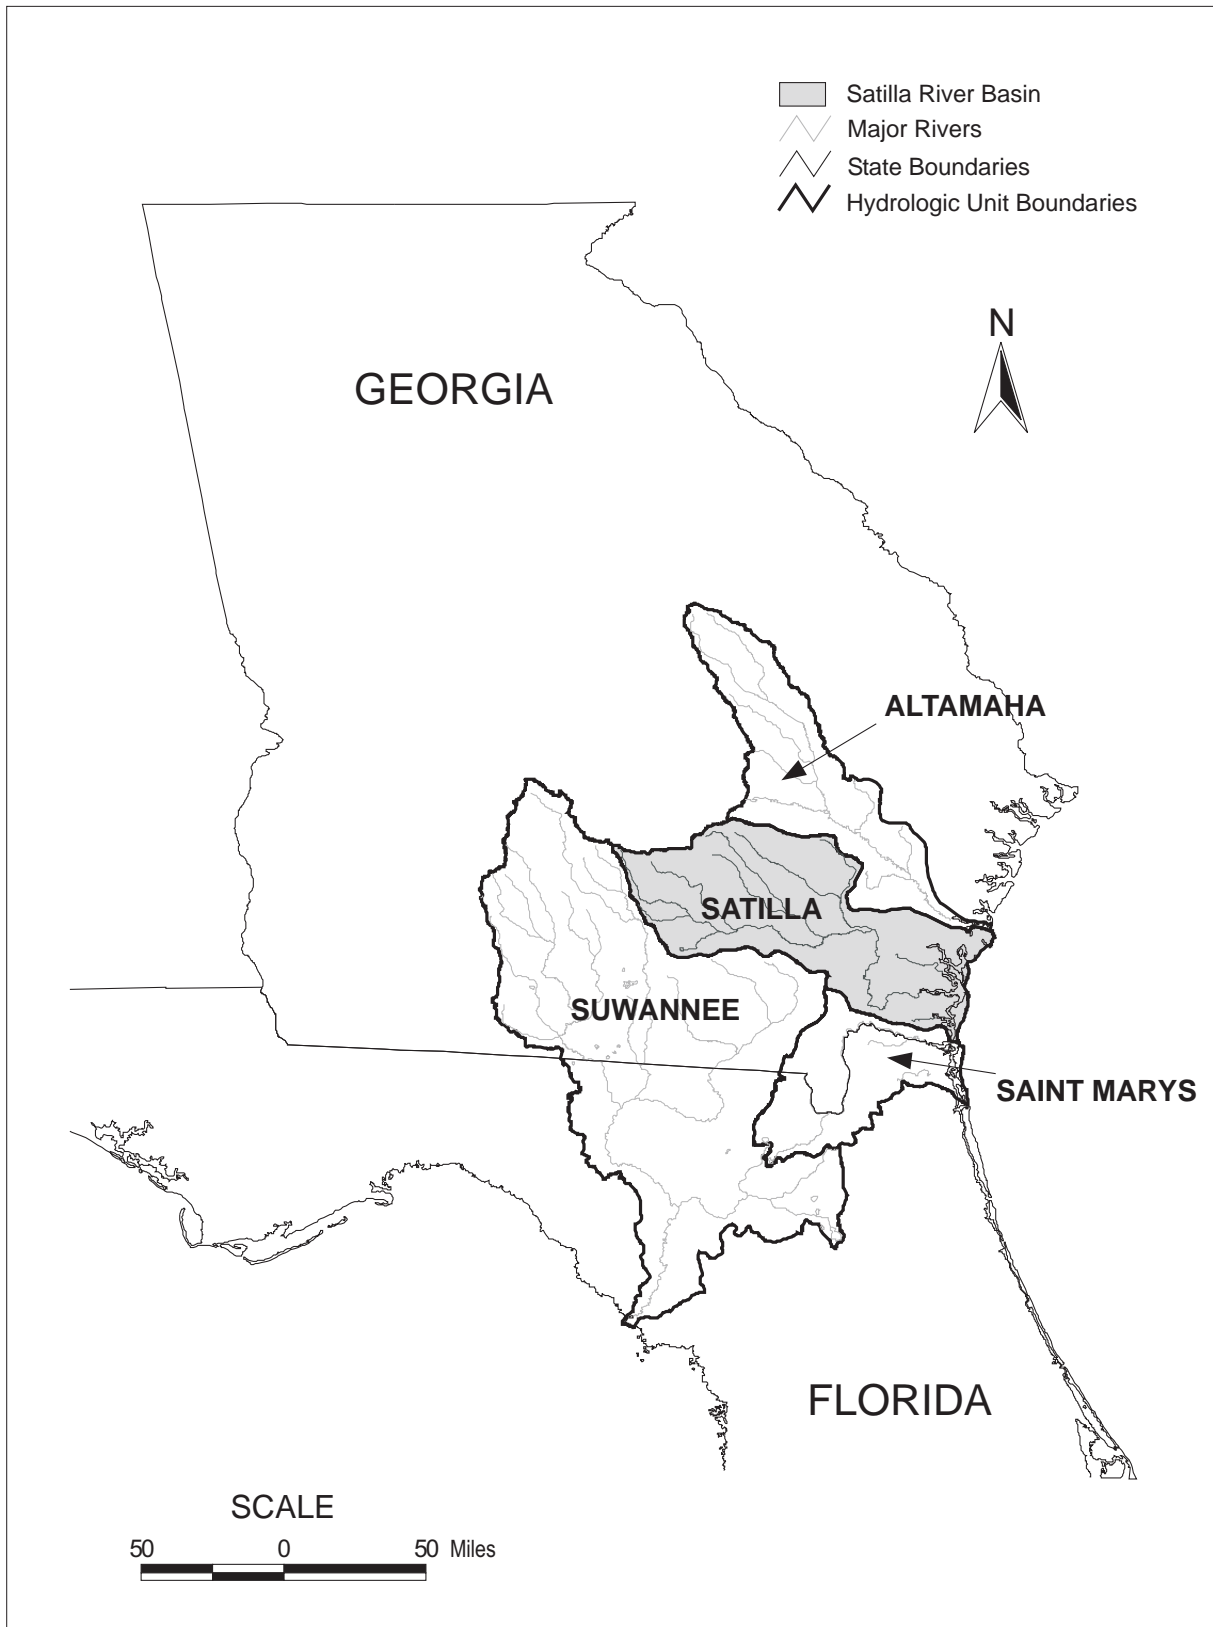 Satilla River Basin
Major Rivers
State Boundaries
Hydrologic Unit Boundaries
N
GEORGIA
ALTAMAHA
SATILLA
SUWANNEE
SAINT MARYS
FLORIDA
SCALE
50 0 50 Miles